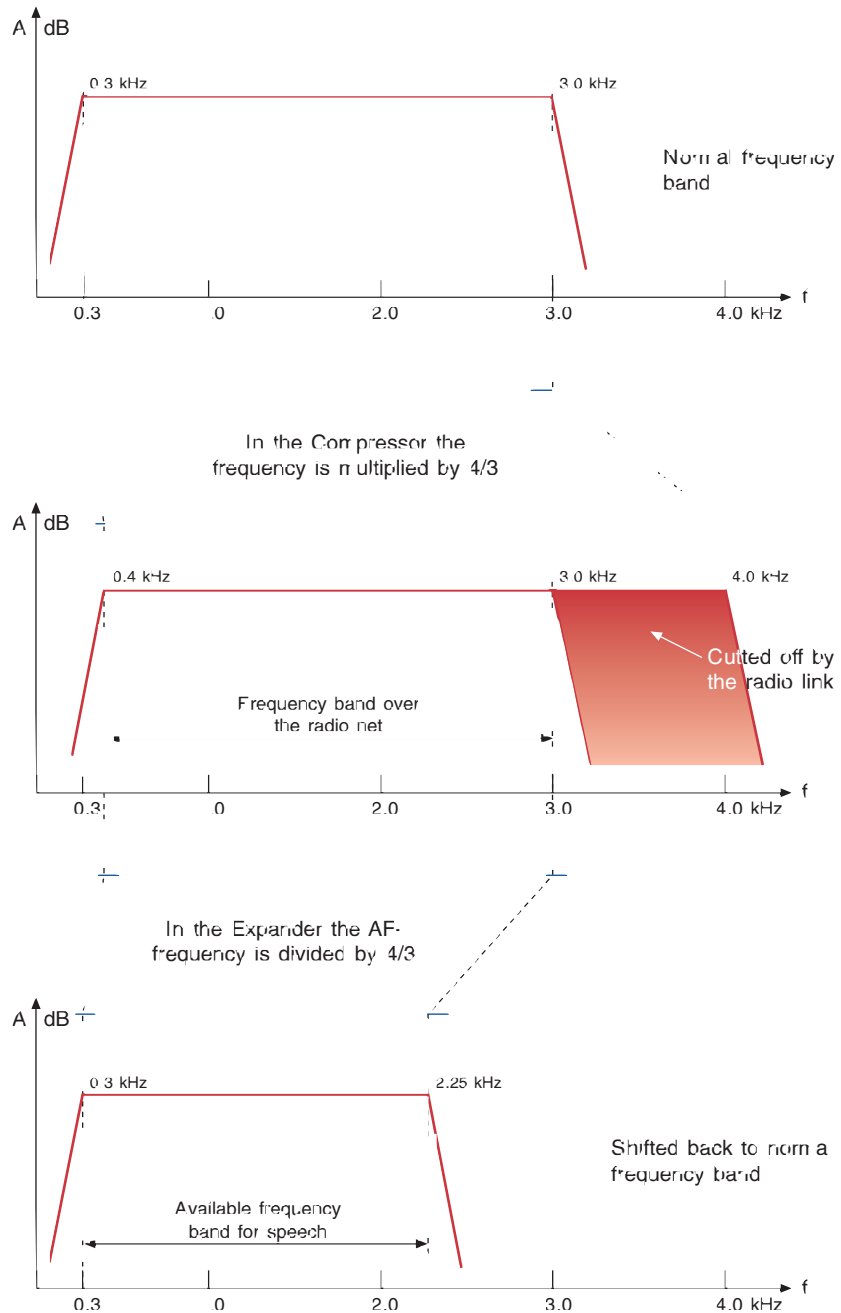 A dB
0.3 kHz
3.0 kHz
Normal frequency
band
f
0.3 .0 2.0 3.0 4.0 kHz
In the Compressor the
frequency is multiplied by 4/3
A dB
0.4 kHz
3.0 kHz
4.0 kHz
Cutted off by
the radio link
Frequency band over
the radio net
f
0.3 .0 2.0 3.0 4.0 kHz
In the Expander the AF-
frequency is divided by 4/3
A dB
0.3 kHz
2.25 kHz
Shifted back to norma
frequency band
Available frequency
band for speech
f
0.3 .0 2.0 3.0 4.0 kHz